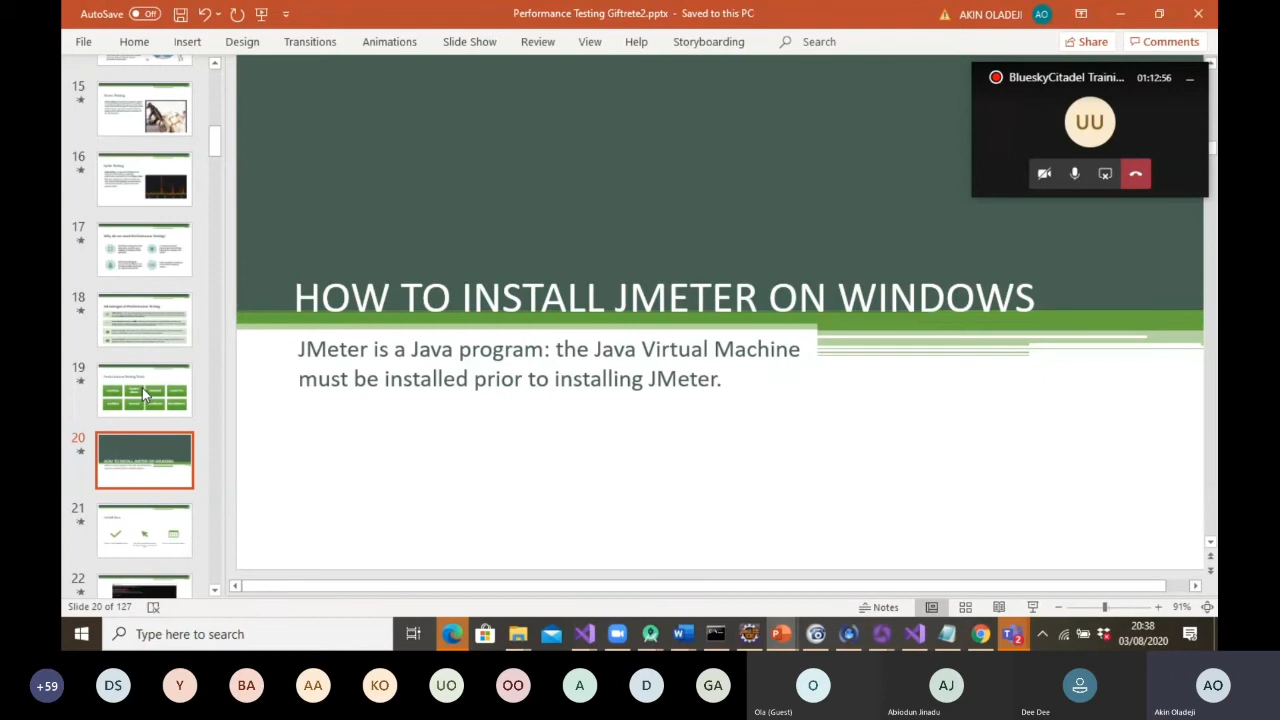 AutoSave Off Performance Testing Giftrete2.pptx - Saved to this PC AKIN OLADEJI AO
File Home Insert Design Transitions Animations Slide Show Review View Help Storyboarding Search Share Comments
BlueskyCitadel Traini... 01:12:56
UU
15
16
17
18
19
20
21
22
HOW TO INSTALL JMETER ON WINDOWS
JMeter is a Java program: the Java Virtual Machine
must be installed prior to installing JMeter.
Slide 20 of 127 Notes 91%
Type here to search
20:38
03/08/2020
+59 DS Y BA AA KO UO OO A D GA O AJ AO
Ola (Guest) Abiodun Jinadu Dee Dee Akin Oladeji